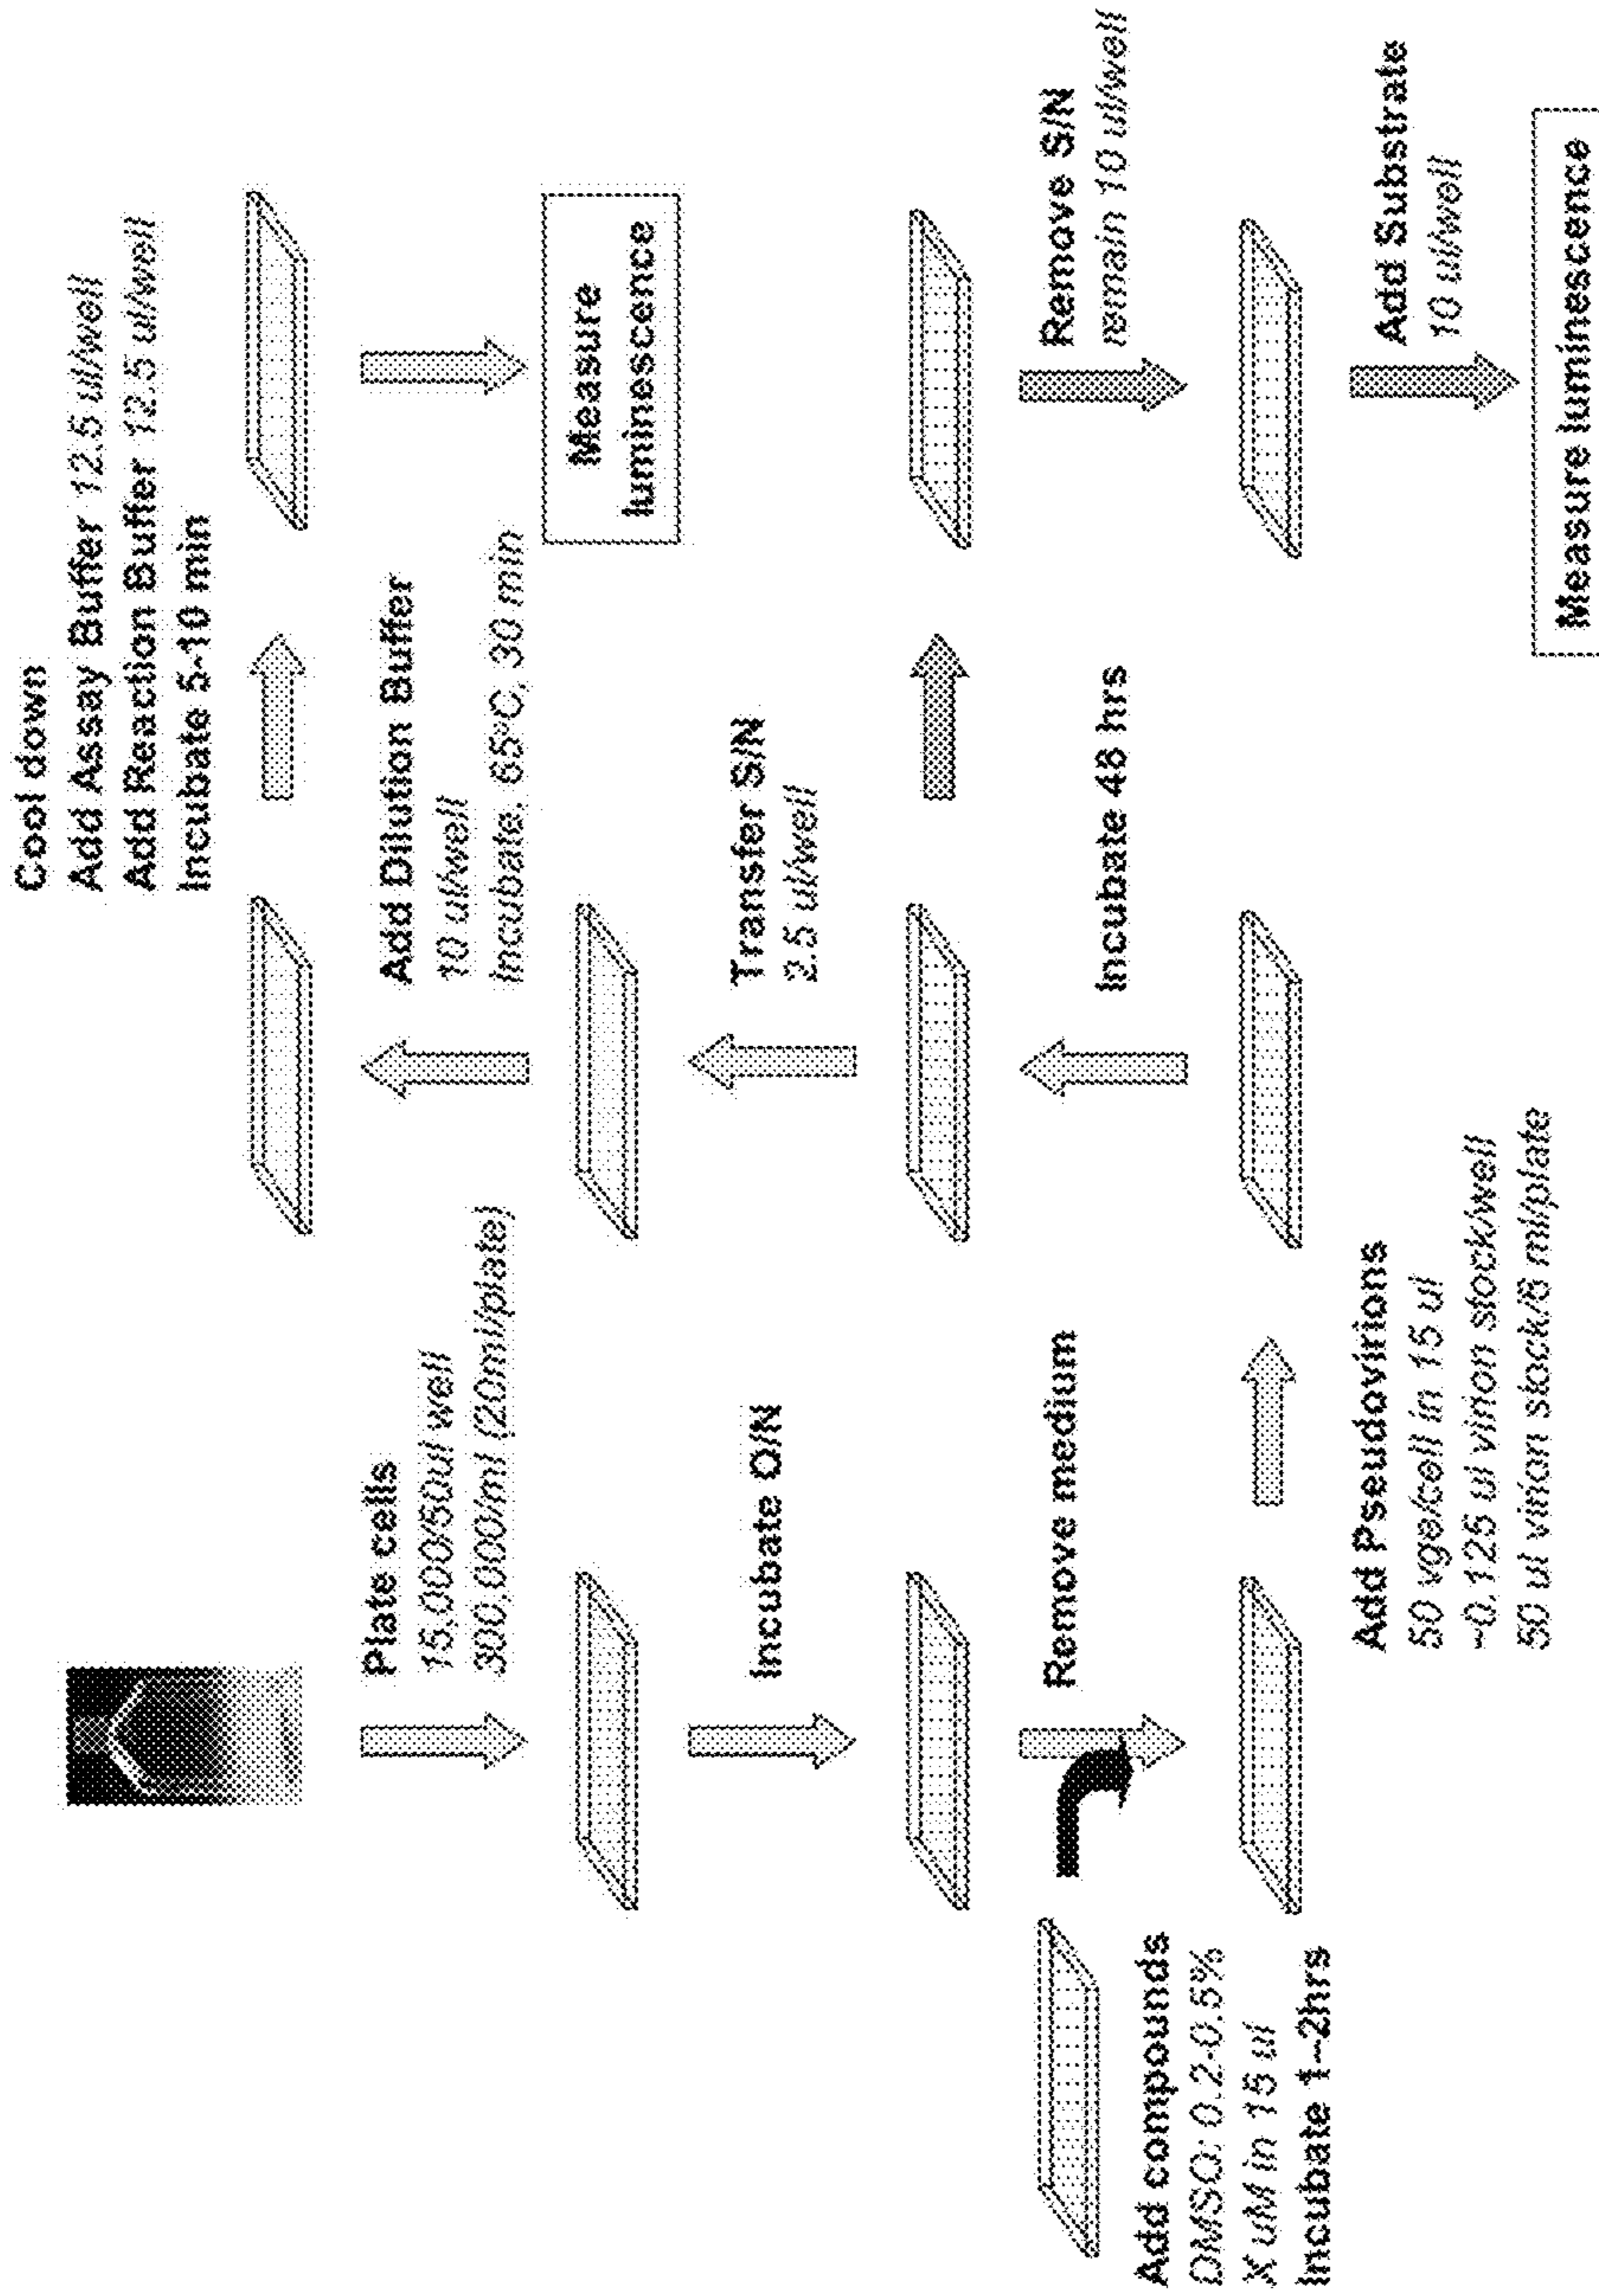 Plate cells
15,000/50ul well
300,000/ml (20ml/plate)
Incubate O/N
Remove medium
Add compounds
DMSO: 0.2-0.5%
X uM in 15 ul
Incubate 1~2hrs
Add Pseudovirions
50 vge/cell in 15 ul
~0.125 ul virion stock/well
50 ul virion stock/6 ml/plate
Incubate 48 hrs
Transfer S/N
2.5 ul/well
Add Dilution Buffer
10 ul/well
Incubate: 65°C, 30 min
Cool down
Add Assay Buffer 12.5 ul/well
Add Reaction Buffer 12.5 ul/well
Incubate 5-10 min
Measure
luminescence
Remove S/N
remain 10 ul/well
Add Substrate
10 ul/well
Measure luminescence